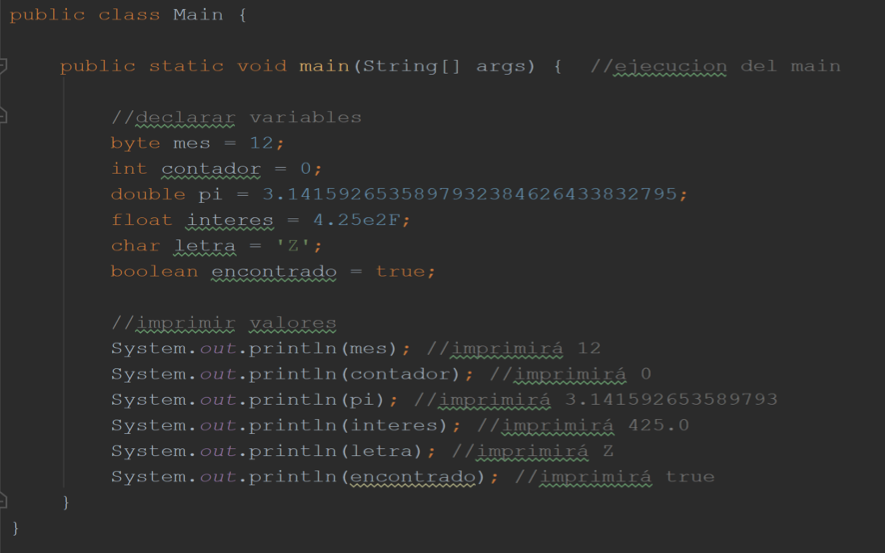 public class Main {
public static void main(String[] args) {  //ejecucion del main
//declarar variables
byte mes = 12;
int contador = 0;
double pi = 3.14159265358979323846264338​32795;
float interes = 4.25e2F;
char letra = 'Z';
boolean encontrado = true;
//imprimir valores
System.out.println(mes); //imprimirá 12
System.out.println(contador); //imprimirá 0
System.out.println(pi); //imprimirá 3.141592653589793
System.out.println(interes); //imprimirá 425.0
System.out.println(letra); //imprimirá Z
System.out.println(encontrado); //imprimirá true
}
}